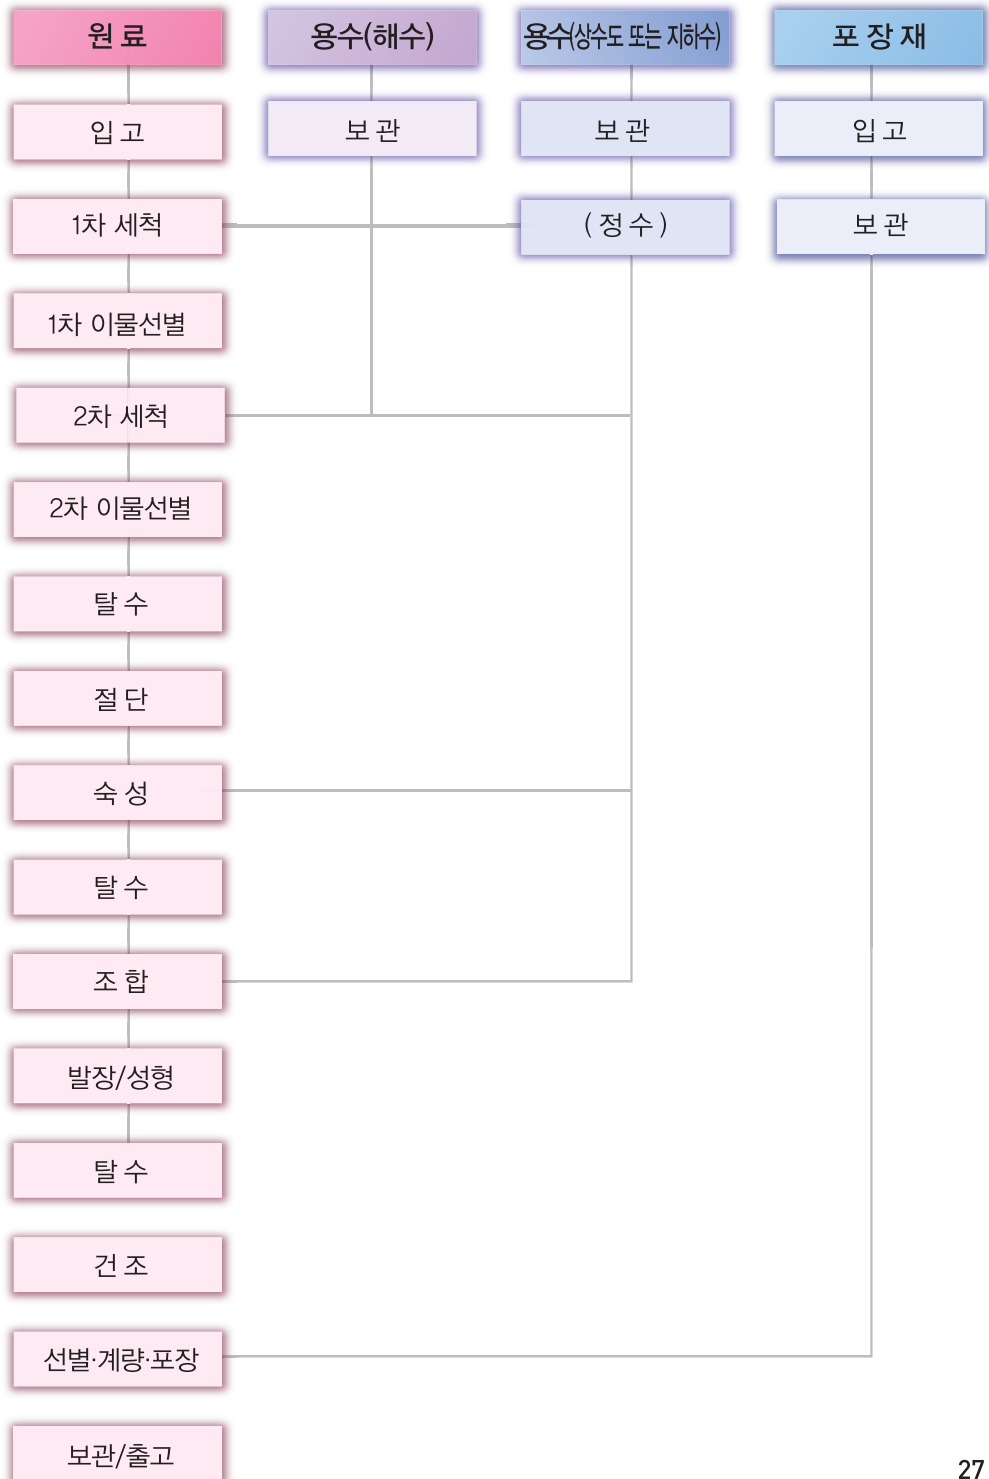 원 료
용수(해수)
용수(상수도 또는 지하수)
포 장 재
입 고
보 관
보 관
입 고
1차 세척
( 정 수 )
보 관
1차 이물선별
2차 세척
2차 이물선별
탈 수
절 단
숙 성
탈 수
조 합
발장/성형
탈 수
건 조
선별·계량·포장
보관/출고
27